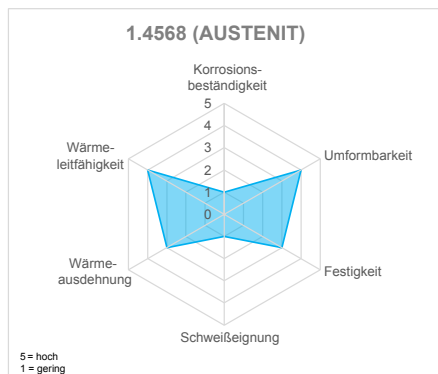 1.4568 (AUSTENIT)
Korrosions-
beständigkeit
5
4
3
2
1
0
Umformbarkeit
Festigkeit
Schweißeignung
Wärme-
ausdehnung
Wärme-
leitfähigkeit
5 = hoch
1 = gering